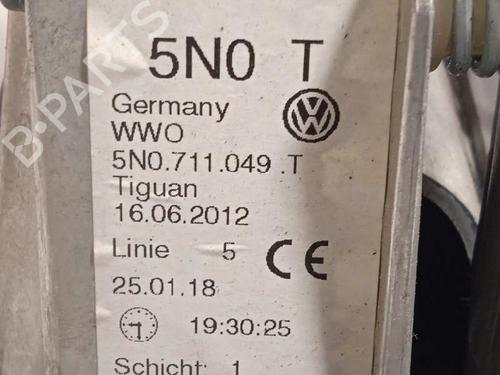 5N0 T
Germany
WWO
5N0.711.049 .T
Tiguan
16.06.2012
Linie 5 CE
25.01.18
19:30:25
Schicht: 1
B-PARTS